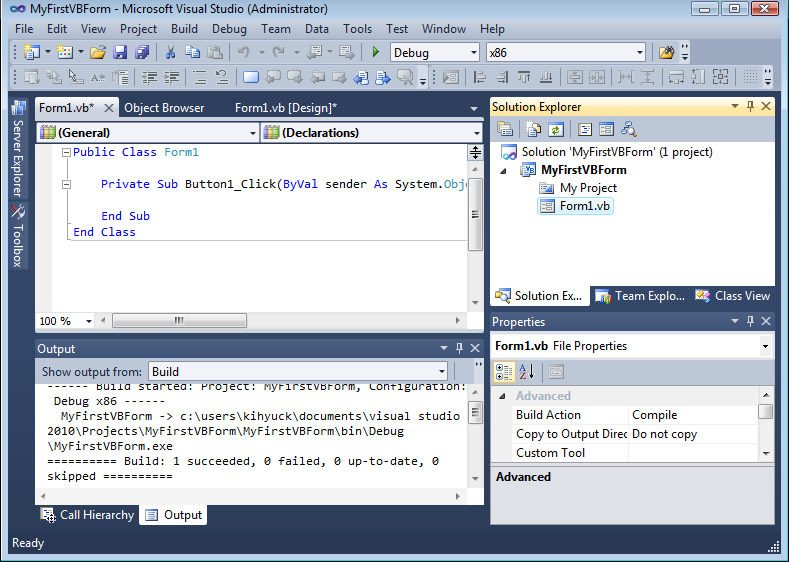 MyFirstVBForm - Microsoft Visual Studio (Administrator)
File Edit View Project Build Debug Team Data Tools Test Window Help
Debug x86
Server Explorer
Toolbox
Form1.vb* Object Browser Form1.vb [Design]*
(General) (Declarations)
Public Class Form1
Private Sub Button1_Click(ByVal sender As System.Obje
End Sub
End Class
100 %
Output
Show output from: Build
------ Build started: Project: MyFirstVBForm, Configuration:
Debug x86 ------
MyFirstVBForm -> c:\users\kihyuck\documents\visual studio
2010\Projects\MyFirstVBForm\MyFirstVBForm\bin\Debug
\MyFirstVBForm.exe
========== Build: 1 succeeded, 0 failed, 0 up-to-date, 0
skipped ==========
Call Hierarchy Output
Solution Explorer
Solution 'MyFirstVBForm' (1 project)
MyFirstVBForm
My Project
Form1.vb
Solution Ex... Team Explo... Class View
Properties
Form1.vb File Properties
Advanced
Build Action Compile
Copy to Output Direc Do not copy
Custom Tool
Advanced
Ready